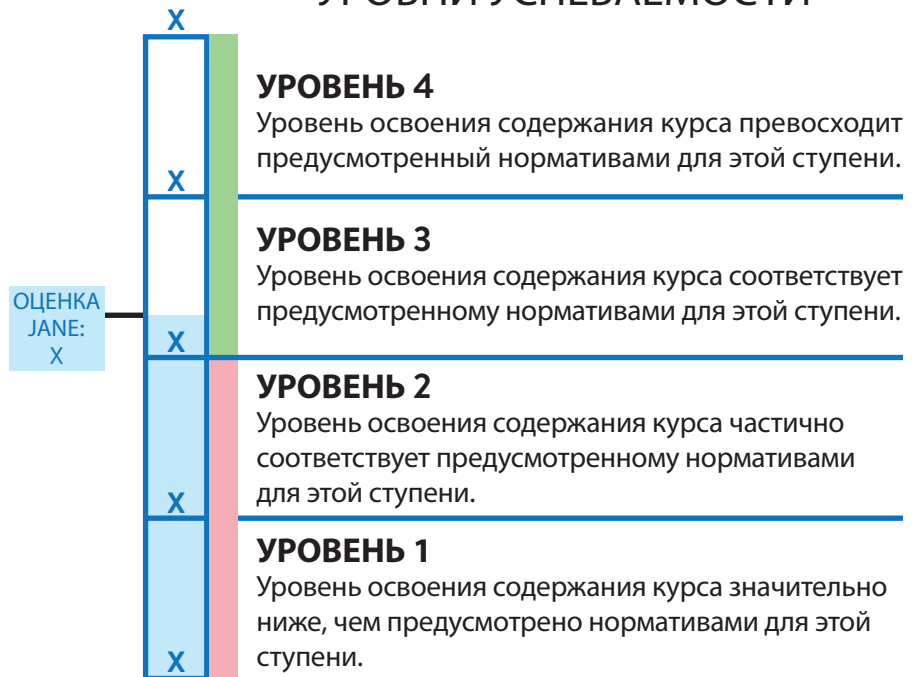 УРОВНИ УСПЕВАЕМОСТИ
X
УРОВЕНЬ 4
Уровень освоения содержания курса превосходит
предусмотренный нормативами для этой ступени.
X
УРОВЕНЬ 3
Уровень освоения содержания курса соответствует
предусмотренному нормативами для этой ступени.
ОЦЕНКА
JANE:
X
X
УРОВЕНЬ 2
Уровень освоения содержания курса частично
соответствует предусмотренному нормативами
для этой ступени.
X
УРОВЕНЬ 1
Уровень освоения содержания курса значительно
ниже, чем предусмотрено нормативами для этой
ступени.
X